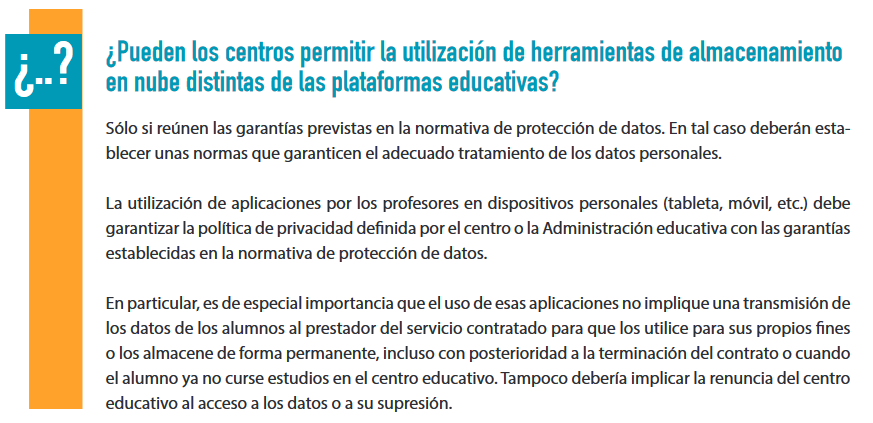 ¿..?
¿Pueden los centros permitir la utilización de herramientas de almacenamiento
en nube distintas de las plataformas educativas?
Sólo si reúnen las garantías previstas en la normativa de protección de datos. En tal caso deberán esta-
blecer unas normas que garanticen el adecuado tratamiento de los datos personales.
La utilización de aplicaciones por los profesores en dispositivos personales (tableta, móvil, etc.) debe
garantizar la política de privacidad definida por el centro o la Administración educativa con las garantías
establecidas en la normativa de protección de datos.
En particular, es de especial importancia que el uso de esas aplicaciones no implique una transmisión de
los datos de los alumnos al prestador del servicio contratado para que los utilice para sus propios fines
o los almacene de forma permanente, incluso con posterioridad a la terminación del contrato o cuando
el alumno ya no curse estudios en el centro educativo. Tampoco debería implicar la renuncia del centro
educativo al acceso a los datos o a su supresión.